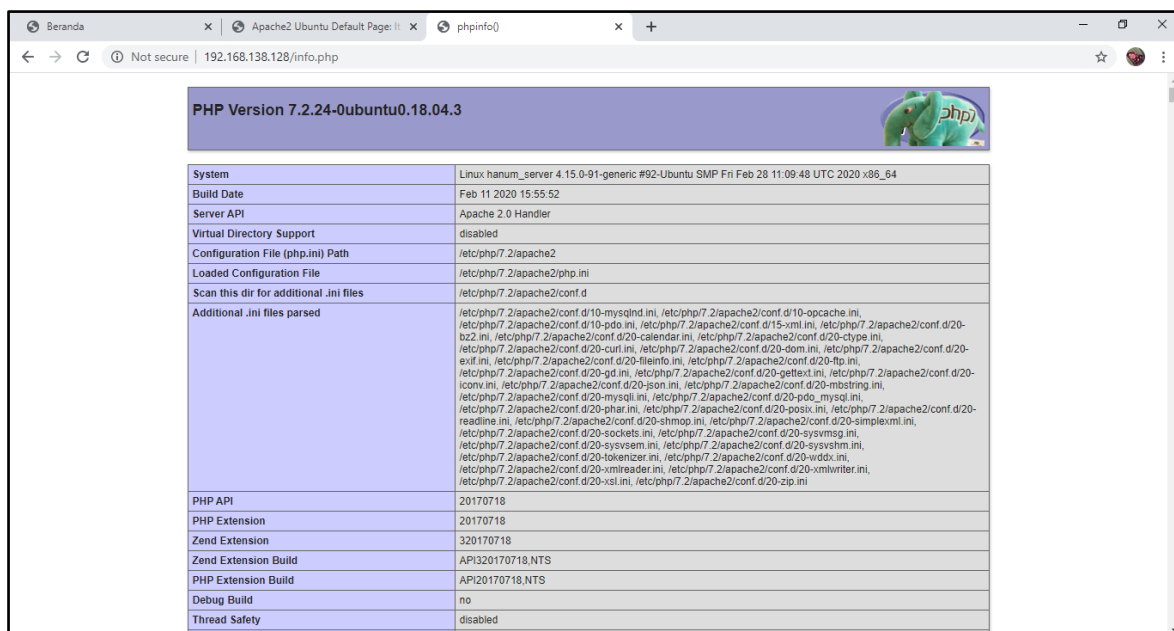 Beranda
Apache2 Ubuntu Default Page: It
phpinfo()
Not secure | 192.168.138.128/info.php
PHP Version 7.2.24-0ubuntu0.18.04.3
php
System Linux hanum_server 4.15.0-91-generic #92-Ubuntu SMP Fri Feb 28 11:09:48 UTC 2020 x86_64
Build Date Feb 11 2020 15:55:52
Server API Apache 2.0 Handler
Virtual Directory Support disabled
Configuration File (php.ini) Path /etc/php/7.2/apache2
Loaded Configuration File /etc/php/7.2/apache2/php.ini
Scan this dir for additional .ini files /etc/php/7.2/apache2/conf.d
Additional .ini files parsed /etc/php/7.2/apache2/conf.d/10-mysqlnd.ini, /etc/php/7.2/apache2/conf.d/10-opcache.ini,
/etc/php/7.2/apache2/conf.d/10-pdo.ini, /etc/php/7.2/apache2/conf.d/15-xml.ini, /etc/php/7.2/apache2/conf.d/20-
bz2.ini, /etc/php/7.2/apache2/conf.d/20-calendar.ini, /etc/php/7.2/apache2/conf.d/20-ctype.ini,
/etc/php/7.2/apache2/conf.d/20-curl.ini, /etc/php/7.2/apache2/conf.d/20-dom.ini, /etc/php/7.2/apache2/conf.d/20-
exif.ini, /etc/php/7.2/apache2/conf.d/20-fileinfo.ini, /etc/php/7.2/apache2/conf.d/20-ftp.ini,
/etc/php/7.2/apache2/conf.d/20-gd.ini, /etc/php/7.2/apache2/conf.d/20-gettext.ini, /etc/php/7.2/apache2/conf.d/20-
iconv.ini, /etc/php/7.2/apache2/conf.d/20-json.ini, /etc/php/7.2/apache2/conf.d/20-mbstring.ini,
/etc/php/7.2/apache2/conf.d/20-mysqli.ini, /etc/php/7.2/apache2/conf.d/20-pdo_mysql.ini,
/etc/php/7.2/apache2/conf.d/20-phar.ini, /etc/php/7.2/apache2/conf.d/20-posix.ini, /etc/php/7.2/apache2/conf.d/20-
readline.ini, /etc/php/7.2/apache2/conf.d/20-shmop.ini, /etc/php/7.2/apache2/conf.d/20-simplexml.ini,
/etc/php/7.2/apache2/conf.d/20-sockets.ini, /etc/php/7.2/apache2/conf.d/20-sysvmsg.ini,
/etc/php/7.2/apache2/conf.d/20-sysvsem.ini, /etc/php/7.2/apache2/conf.d/20-sysvshm.ini,
/etc/php/7.2/apache2/conf.d/20-tokenizer.ini, /etc/php/7.2/apache2/conf.d/20-wddx.ini,
/etc/php/7.2/apache2/conf.d/20-xmlreader.ini, /etc/php/7.2/apache2/conf.d/20-xmlwriter.ini,
/etc/php/7.2/apache2/conf.d/20-xsl.ini, /etc/php/7.2/apache2/conf.d/20-zip.ini
PHP API 20170718
PHP Extension 20170718
Zend Extension 320170718
Zend Extension Build API320170718,NTS
PHP Extension Build API20170718,NTS
Debug Build no
Thread Safety disabled